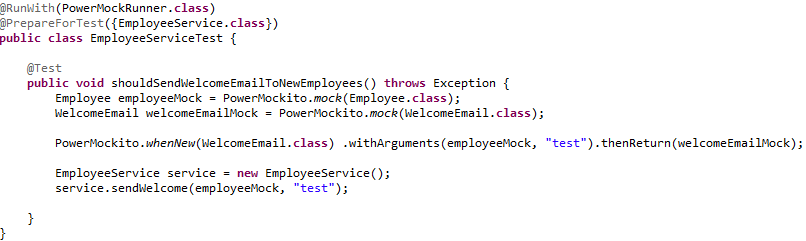 @RunWith(PowerMockRunner.class)
@PrepareForTest({EmployeeService.class})
public class EmployeeServiceTest {
@Test
public void shouldSendWelcomeEmailToNewEmployees() throws Exception {
Employee employeeMock = PowerMockito.mock(Employee.class);
WelcomeEmail welcomeEmailMock = PowerMockito.mock(WelcomeEmail.class);
PowerMockito.whenNew(WelcomeEmail.class) .withArguments(employeeMock, "test").thenReturn(welcomeEmailMock);
EmployeeService service = new EmployeeService();
service.sendWelcome(employeeMock, "test");
}
}